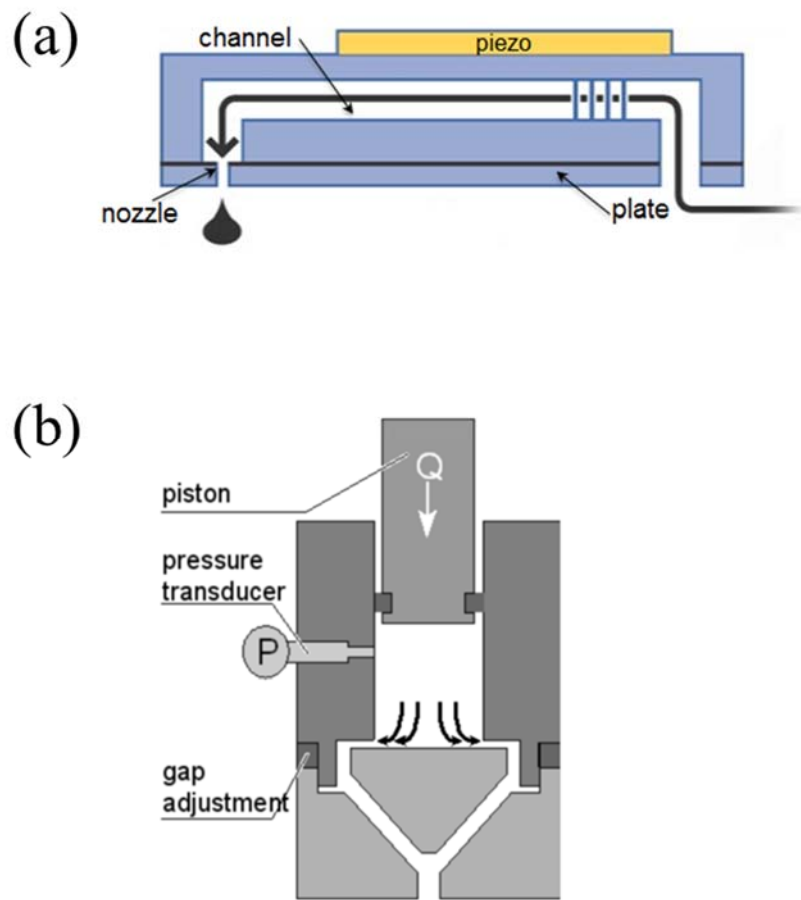 (a)
channel
piezo
nozzle
plate
(b)
Q
piston
pressure
transducer
P
gap
adjustment